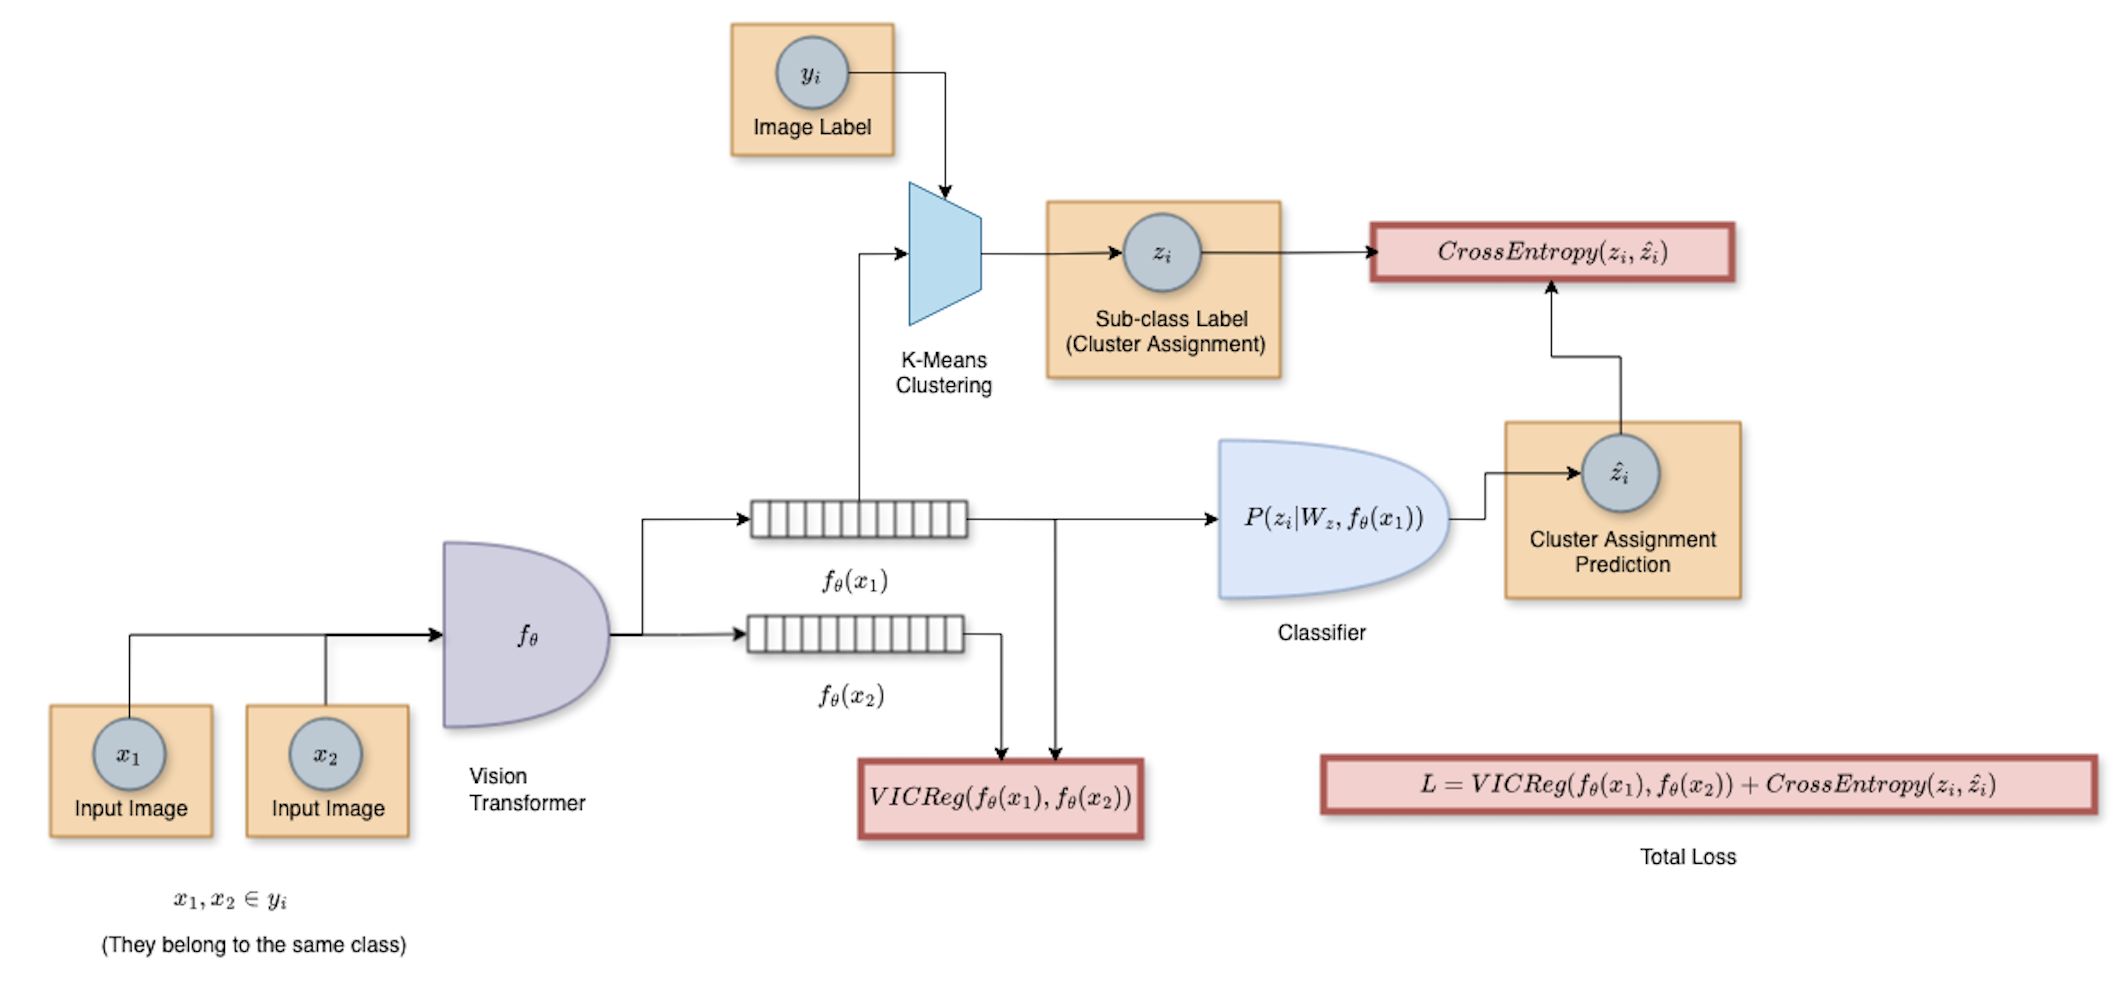 $y_i$
Image Label
$z_i$
Sub-class Label
(Cluster Assignment)
$CrossEntropy(z_i, \hat{z}_i)$
K-Means
Clustering
$P(z_i|W_z, f_\theta(x_1))$
Classifier
$\hat{z}_i$
Cluster Assignment
Prediction
$f_\theta(x_1)$
$f_\theta$
Vision
Transformer
$f_\theta(x_2)$
$x_1$
Input Image
$x_2$
Input Image
$x_1, x_2 \in y_i$
(They belong to the same class)
$VICReg(f_\theta(x_1), f_\theta(x_2))$
$L = VICReg(f_\theta(x_1), f_\theta(x_2)) + CrossEntropy(z_i, \hat{z}_i)$
Total Loss